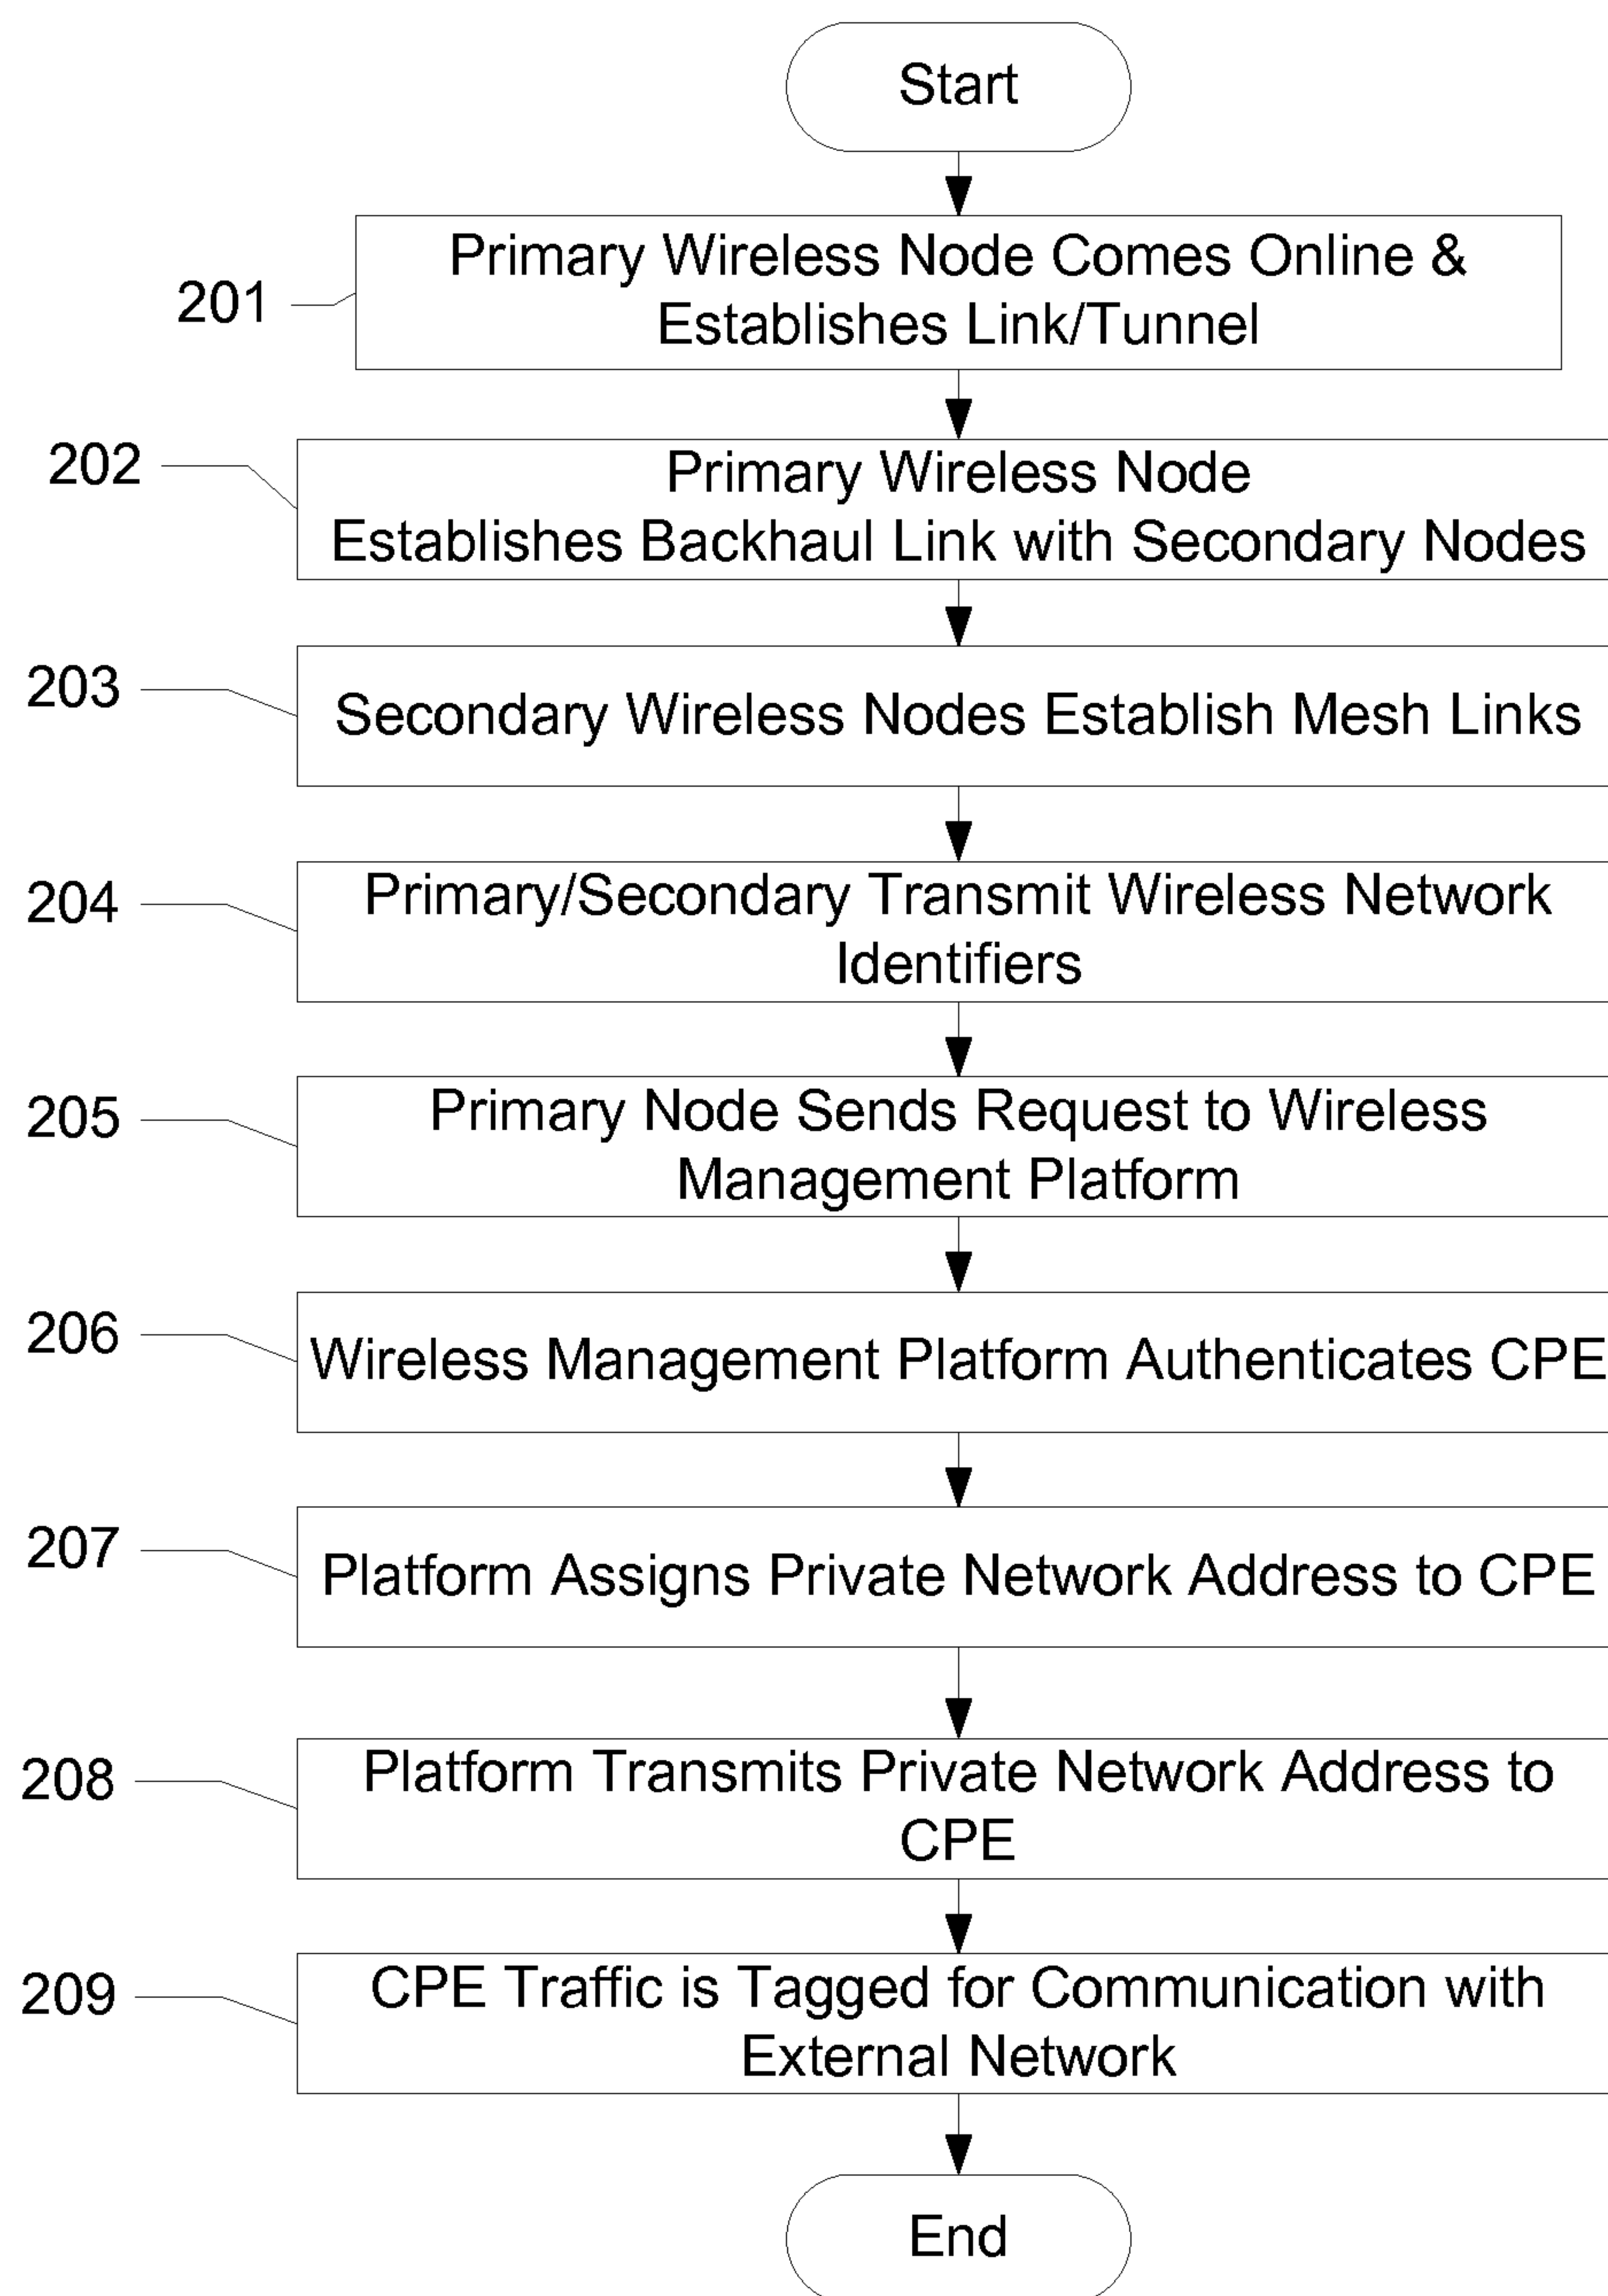 Start
201
Primary Wireless Node Comes Online &
Establishes Link/Tunnel
202
Primary Wireless Node
Establishes Backhaul Link with Secondary Nodes
203
Secondary Wireless Nodes Establish Mesh Links
204
Primary/Secondary Transmit Wireless Network
Identifiers
205
Primary Node Sends Request to Wireless
Management Platform
206
Wireless Management Platform Authenticates CPE
207
Platform Assigns Private Network Address to CPE
208
Platform Transmits Private Network Address to
CPE
209
CPE Traffic is Tagged for Communication with
External Network
End